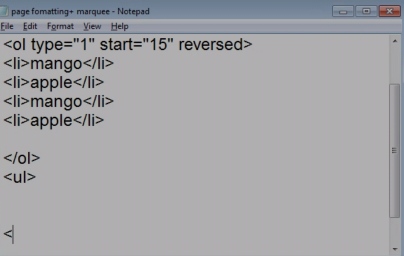 page fomatting+ marquee - Notepad
File Edit Format View Help
<ol type="1" start="15" reversed>
<li>mango</li>
<li>apple</li>
<li>mango</li>
<li>apple</li>
</ol>
<ul>
<